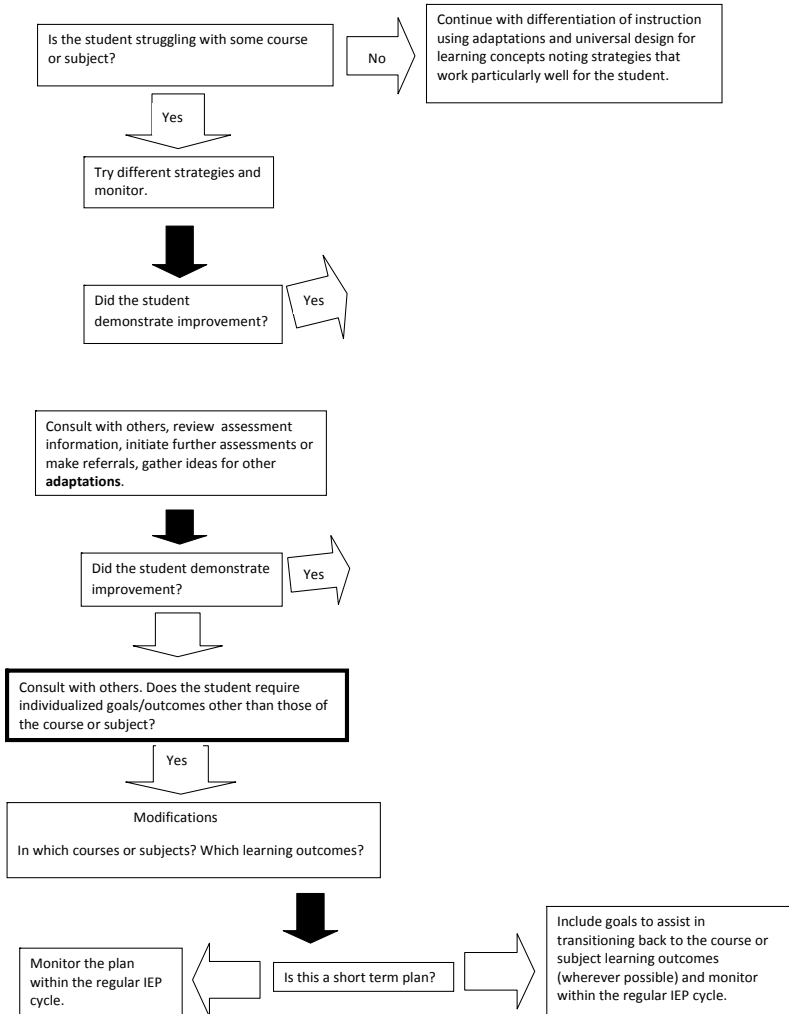 Is the student struggling with some course
or subject?
No
Continue with differentiation of instruction
using adaptations and universal design for
learning concepts noting strategies that
work particularly well for the student.
Yes
Try different strategies and
monitor.
Did the student
demonstrate improvement?
Yes
Consult with others, review assessment
information, initiate further assessments or
make referrals, gather ideas for other
adaptations.
Did the student demonstrate
improvement?
Yes
Consult with others. Does the student require
individualized goals/outcomes other than those of
the course or subject?
Yes
Modifications
In which courses or subjects? Which learning outcomes?
Monitor the plan
within the regular IEP
cycle.
Is this a short term plan?
Include goals to assist in
transitioning back to the course or
subject learning outcomes
(wherever possible) and monitor
within the regular IEP cycle.